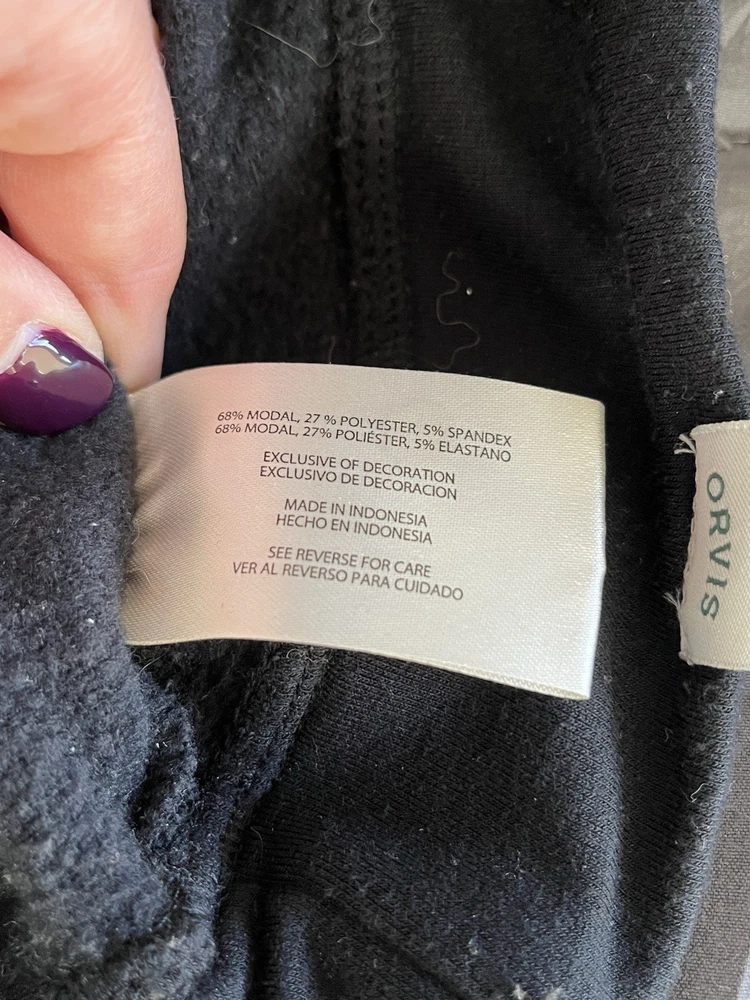 68% MODAL, 27 % POLYESTER, 5% SPANDEX
68% MODAL, 27% POLIÉSTER, 5% ELASTANO
EXCLUSIVE OF DECORATION
EXCLUSIVO DE DECORACION
MADE IN INDONESIA
HECHO EN INDONESIA
SEE REVERSE FOR CARE
VER AL REVERSO PARA CUIDADO
ORVIS